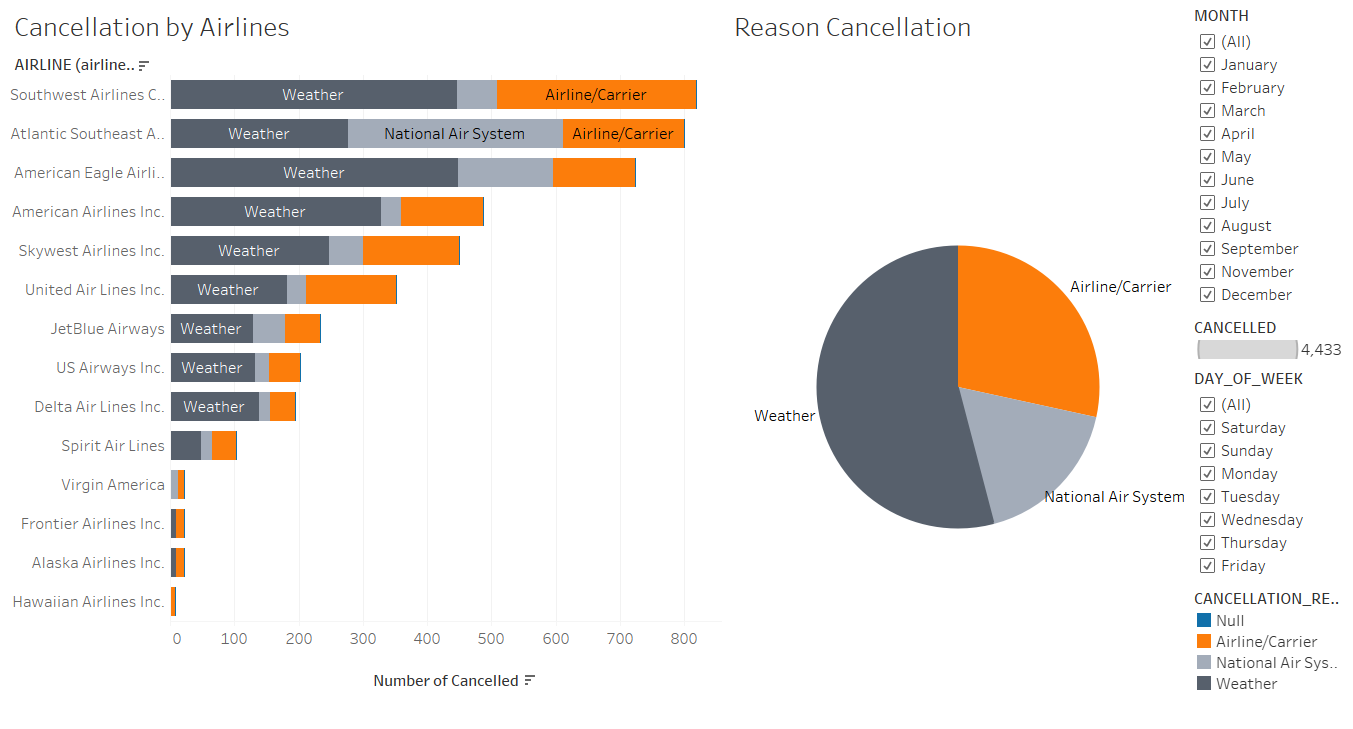 Cancellation by Airlines
AIRLINE (airline..
Southwest Airlines C..
Weather
Airline/Carrier
Atlantic Southeast A..
Weather
National Air System
Airline/Carrier
American Eagle Airli..
Weather
American Airlines Inc.
Weather
Skywest Airlines Inc.
Weather
United Air Lines Inc.
Weather
JetBlue Airways
Weather
US Airways Inc.
Weather
Delta Air Lines Inc.
Weather
Spirit Air Lines
Virgin America
Frontier Airlines Inc.
Alaska Airlines Inc.
Hawaiian Airlines Inc.
0 100 200 300 400 500 600 700 800
Number of Cancelled
Reason Cancellation
Airline/Carrier
Weather
National Air System
MONTH
(All)
January
February
March
April
May
June
July
August
September
November
December
CANCELLED
4,433
DAY_OF_WEEK
(All)
Saturday
Sunday
Monday
Tuesday
Wednesday
Thursday
Friday
CANCELLATION_RE..
Null
Airline/Carrier
National Air Sys..
Weather